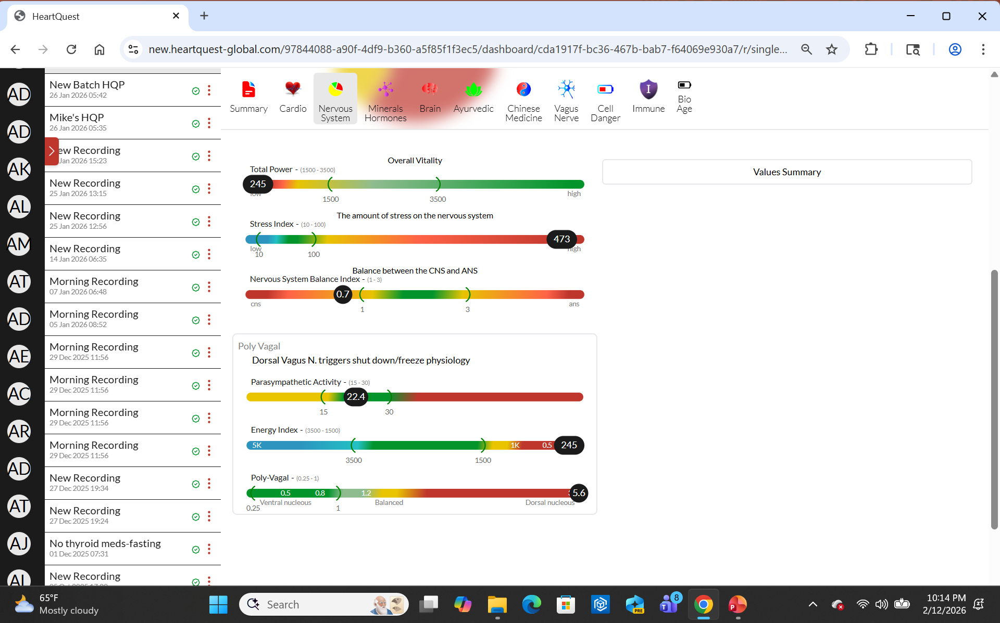 HeartQuest
new.heartquest-global.com/97844088-a90f-4df9-b360-a5f85f1f3ec5/dashboard/cda1917f-bc36-467b-bab7-f64069e930a7/r/single...
AD
AD
AK
AL
AM
AT
AD
AE
AC
AR
AD
AT
AJ
New Batch HQP
26 Jan 2026 05:42
Mike's HQP
26 Jan 2026 05:35
ew Recording
Jan 2026 15:23
New Recording
25 Jan 2026 13:15
New Recording
25 Jan 2026 12:56
New Recording
14 Jan 2026 06:35
Morning Recording
07 Jan 2026 06:48
Morning Recording
05 Jan 2026 08:52
Morning Recording
29 Dec 2025 11:56
Morning Recording
29 Dec 2025 11:56
Morning Recording
29 Dec 2025 11:56
Morning Recording
29 Dec 2025 11:56
New Recording
27 Dec 2025 19:34
New Recording
27 Dec 2025 19:24
No thyroid meds-fasting
01 Dec 2025 07:31
New Recording
Summary
Cardio
Nervous
System
Minerals
Hormones
Brain
Ayurvedic
Chinese
Medicine
Vagus
Nerve
Cell
Danger
I
Immune
Bio
Age
Overall Vitality
Total Power - (1500 - 3500)
245
low
1500
3500
high
The amount of stress on the nervous system
Stress Index - (10 - 100)
473
low
high
10
100
Balance between the CNS and ANS
Nervous System Balance Index - (1 - 3)
0.7
cns
ans
1
3
Values Summary
Poly Vagal
Dorsal Vagus N. triggers shut down/freeze physiology
Parasympathetic Activity - (15 - 30)
22.4
15
30
Energy Index - (3500 - 1500)
5K
1K
0.5
245
3500
1500
Poly-Vagal - (0.25 - 1)
0.5
0.8
1.2
5.6
Ventral nucleous
Balanced
Dorsal nucleous
0.25
1
65°F
Mostly cloudy
Search
PRE
T
8
P
10:14 PM
2/12/2026